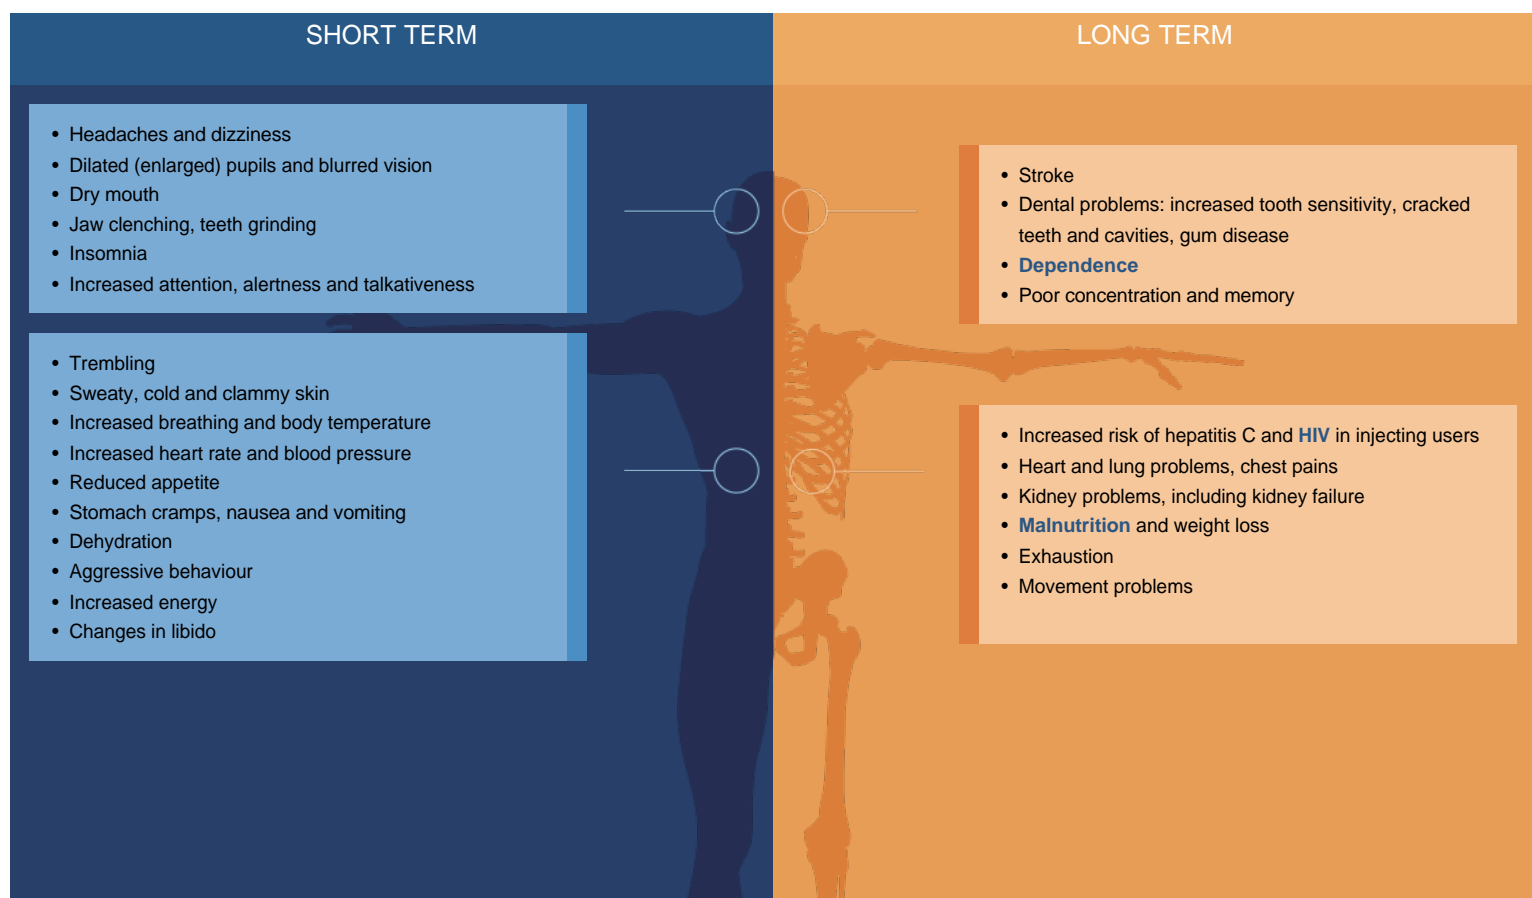 SHORT TERM
• Headaches and dizziness
• Dilated (enlarged) pupils and blurred vision
• Dry mouth
• Jaw clenching, teeth grinding
• Insomnia
• Increased attention, alertness and talkativeness
• Trembling
• Sweaty, cold and clammy skin
• Increased breathing and body temperature
• Increased heart rate and blood pressure
• Reduced appetite
• Stomach cramps, nausea and vomiting
• Dehydration
• Aggressive behaviour
• Increased energy
• Changes in libido
LONG TERM
• Stroke
• Dental problems: increased tooth sensitivity, cracked
teeth and cavities, gum disease
• Dependence
• Poor concentration and memory
• Increased risk of hepatitis C and HIV in injecting users
• Heart and lung problems, chest pains
• Kidney problems, including kidney failure
• Malnutrition and weight loss
• Exhaustion
• Movement problems